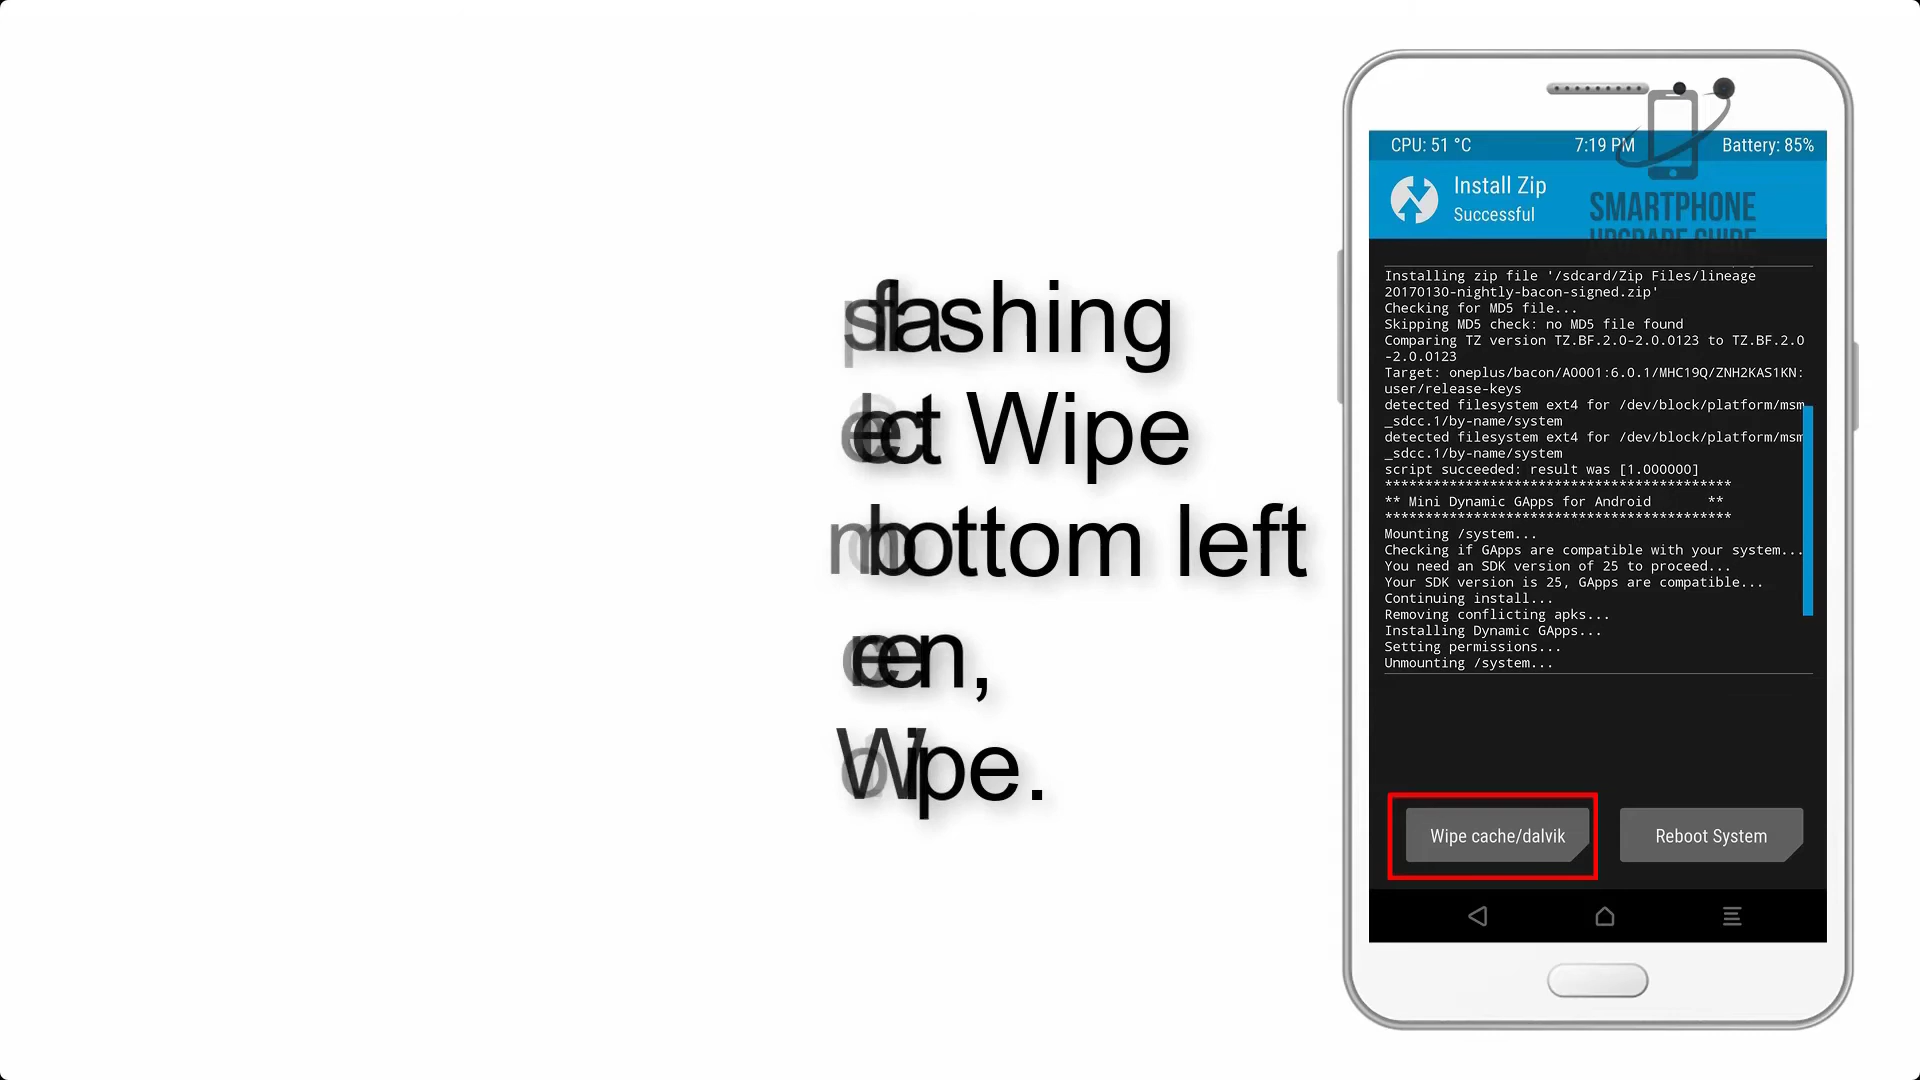 flashing
Wipe
bottom left
Wipe.
CPU: 51 °C
7:19 PM
Battery: 85%
Install Zip
Successful
SMARTPHONE
UPGRADE GUIDE
Installing zip file '/sdcard/Zip Files/lineage
20170130-nightly-bacon-signed.zip'
Checking for MD5 file...
Skipping MD5 check: no MD5 file found
Comparing TZ version TZ.BF.2.0-2.0.0123 to TZ.BF.2.0
-2.0.0123
Target: oneplus/bacon/A0001:6.0.1/MHC19Q/ZNH2KAS1KN:
user/release-keys
detected filesystem ext4 for /dev/block/platform/msm
_sdcc.1/by-name/system
detected filesystem ext4 for /dev/block/platform/msm
_sdcc.1/by-name/system
script succeeded: result was [1.000000]
*******************************************
** Mini Dynamic GApps for Android **
*******************************************
Mounting /system...
Checking if GApps are compatible with your system...
You need an SDK version of 25 to proceed...
Your SDK version is 25, GApps are compatible...
Continuing install...
Removing conflicting apks...
Installing Dynamic GApps...
Setting permissions...
Unmounting /system...
Wipe cache/dalvik
Reboot System